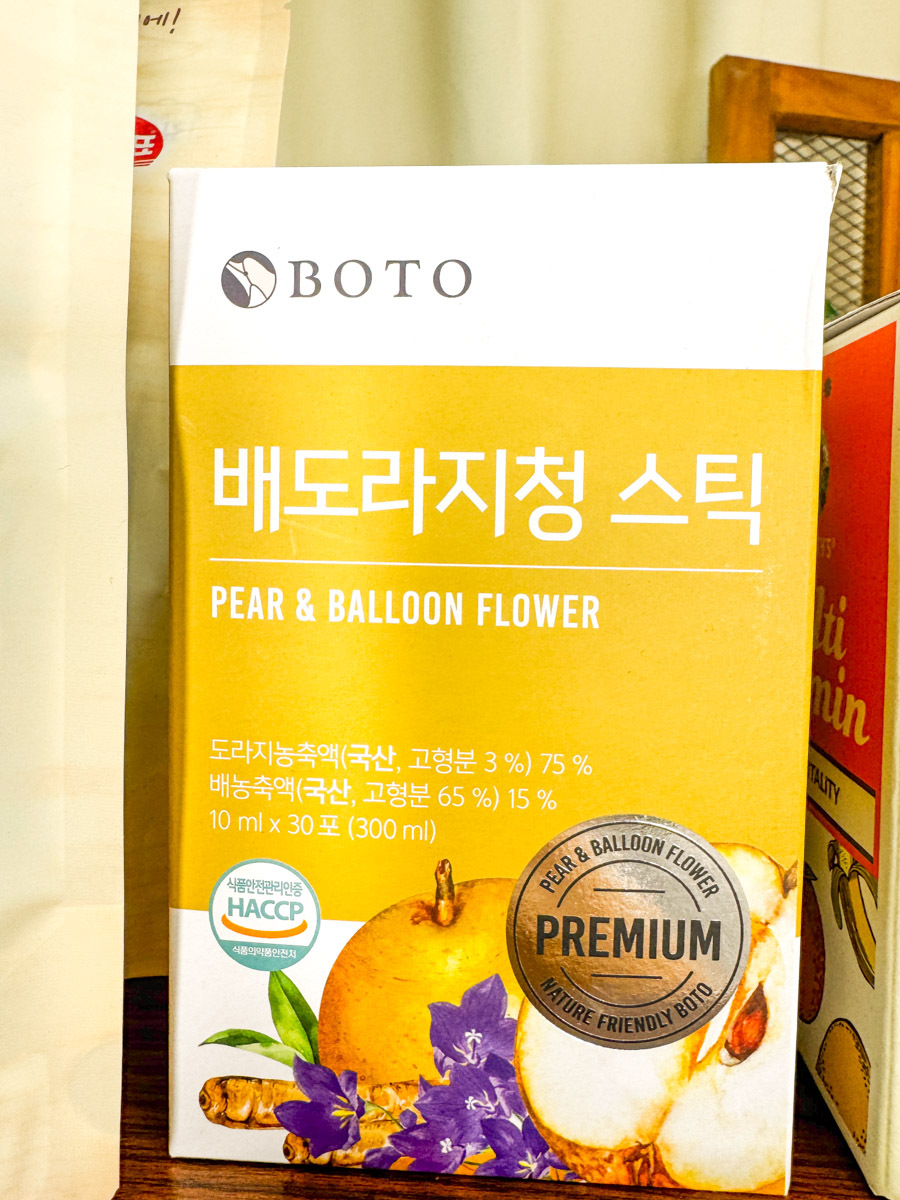 BOTO
배도라지청 스틱
PEAR & BALLOON FLOWER
도라지농축액(국산, 고형분 3 %) 75 %
배농축액(국산, 고형분 65 %) 15 %
10 ml x 30 포 (300 ml)
식품안전관리인증
HACCP
식품의약품안전처
PEAR & BALLOON FLOWER
PREMIUM
NATURE FRIENDLY BOTO